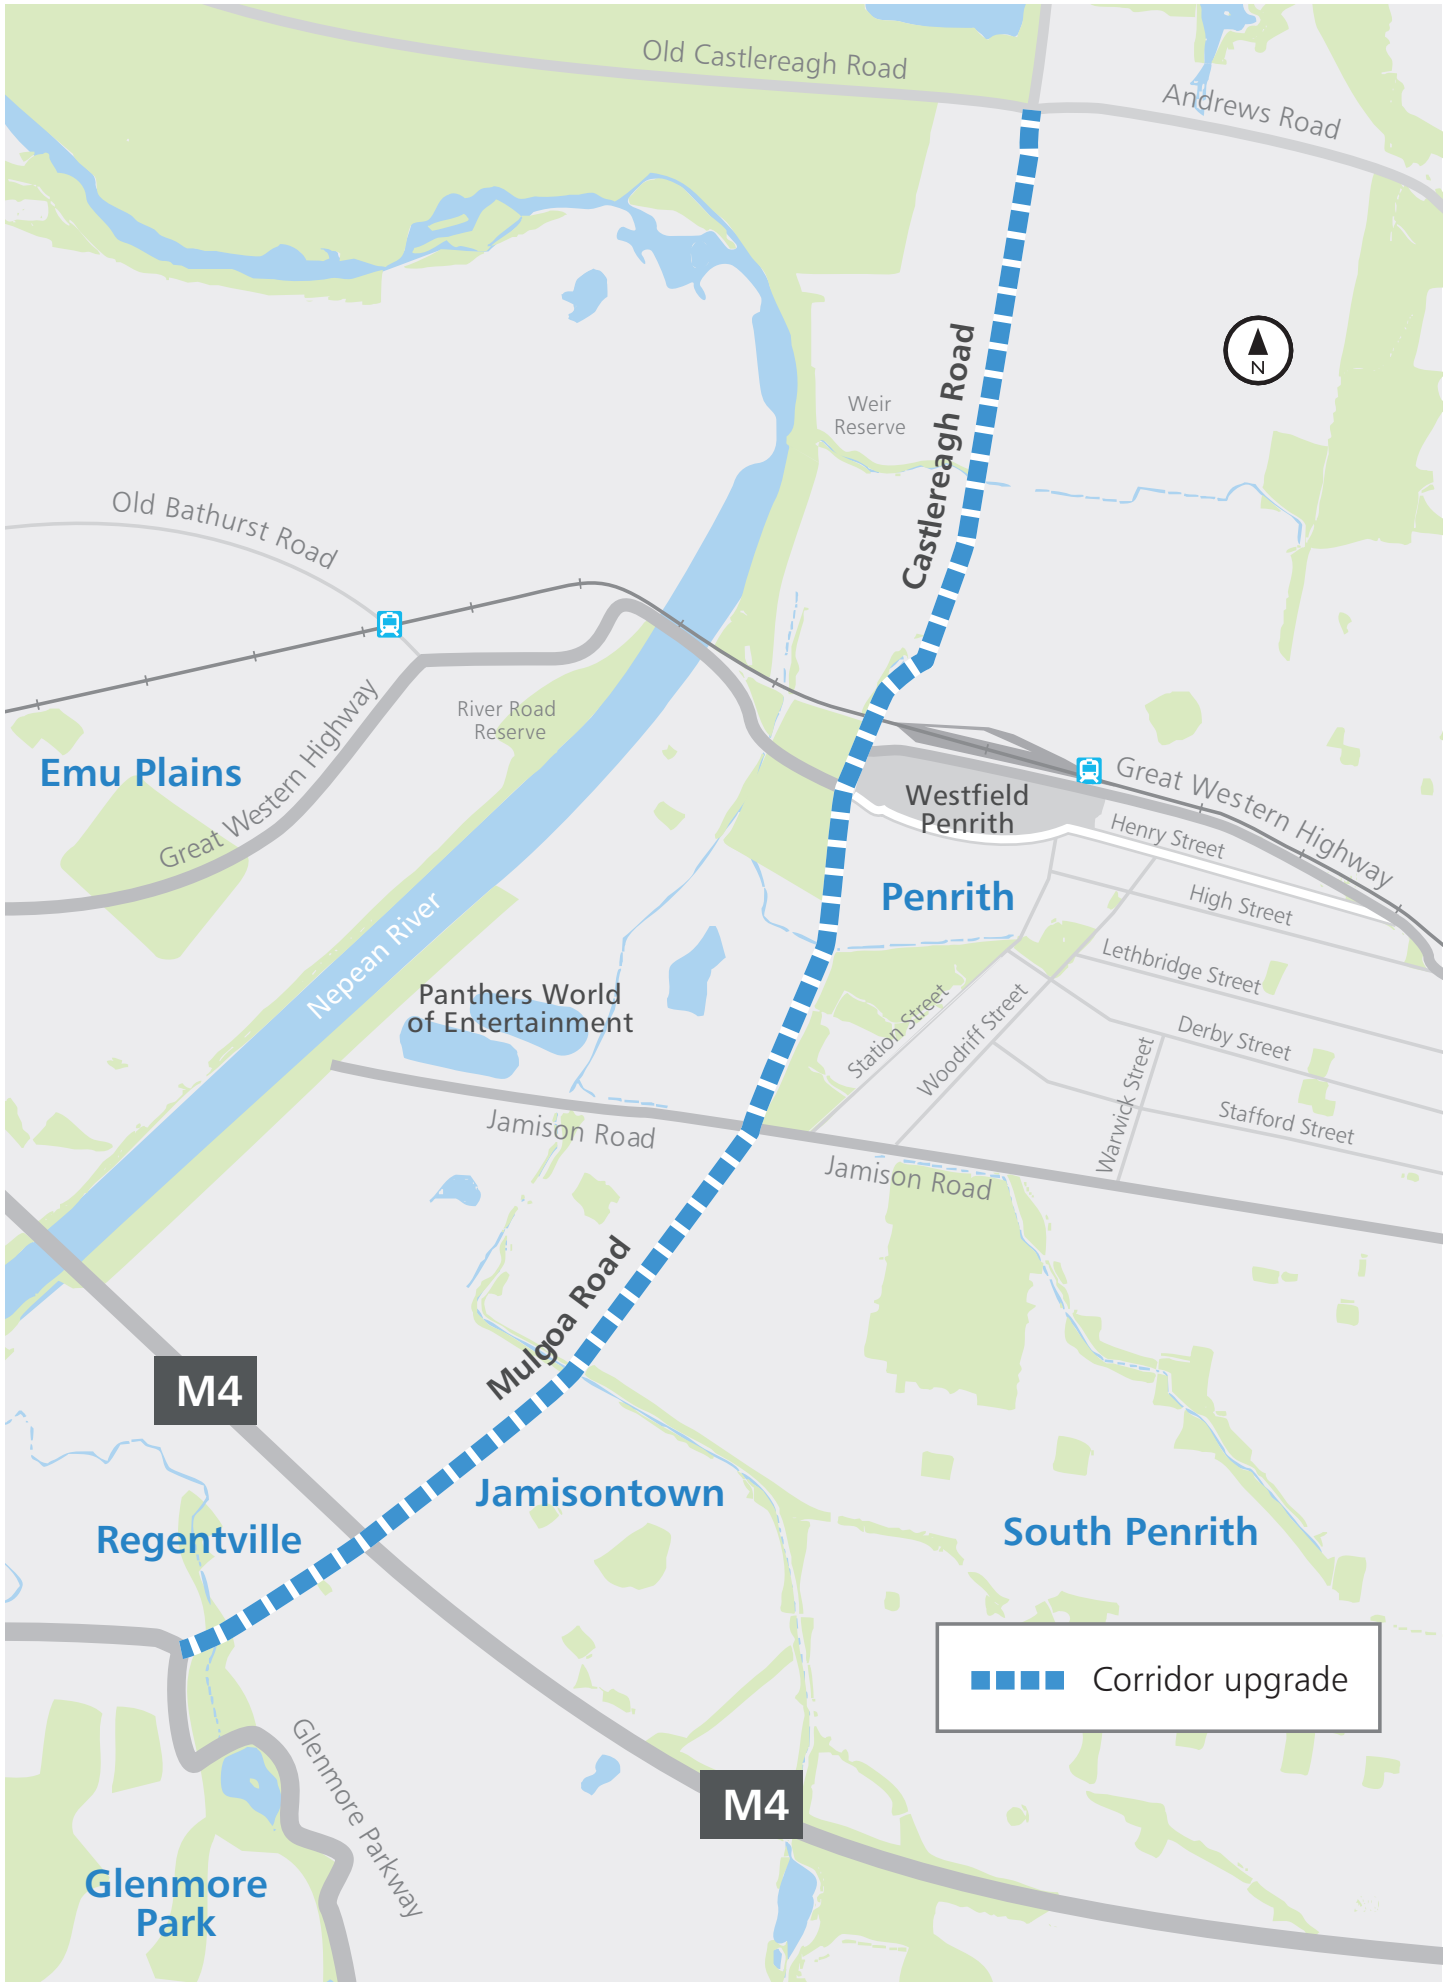 Old Castlereagh Road
Andrews Road
N
Castlereagh Road
Weir
Reserve
Old Bathurst Road
River Road
Reserve
Great Western Highway
Emu Plains
Great Western Highway
Westfield
Penrith
Henry Street
Penrith
High Street
Lethbridge Street
Nepean River
Panthers World
of Entertainment
Station Street
Woodriff Street
Derby Street
Warwick Street
Stafford Street
Jamison Road
Jamison Road
Mulgoa Road
M4
Jamisontown
Regentville
South Penrith
Corridor upgrade
Glenmore Parkway
M4
Glenmore
Park